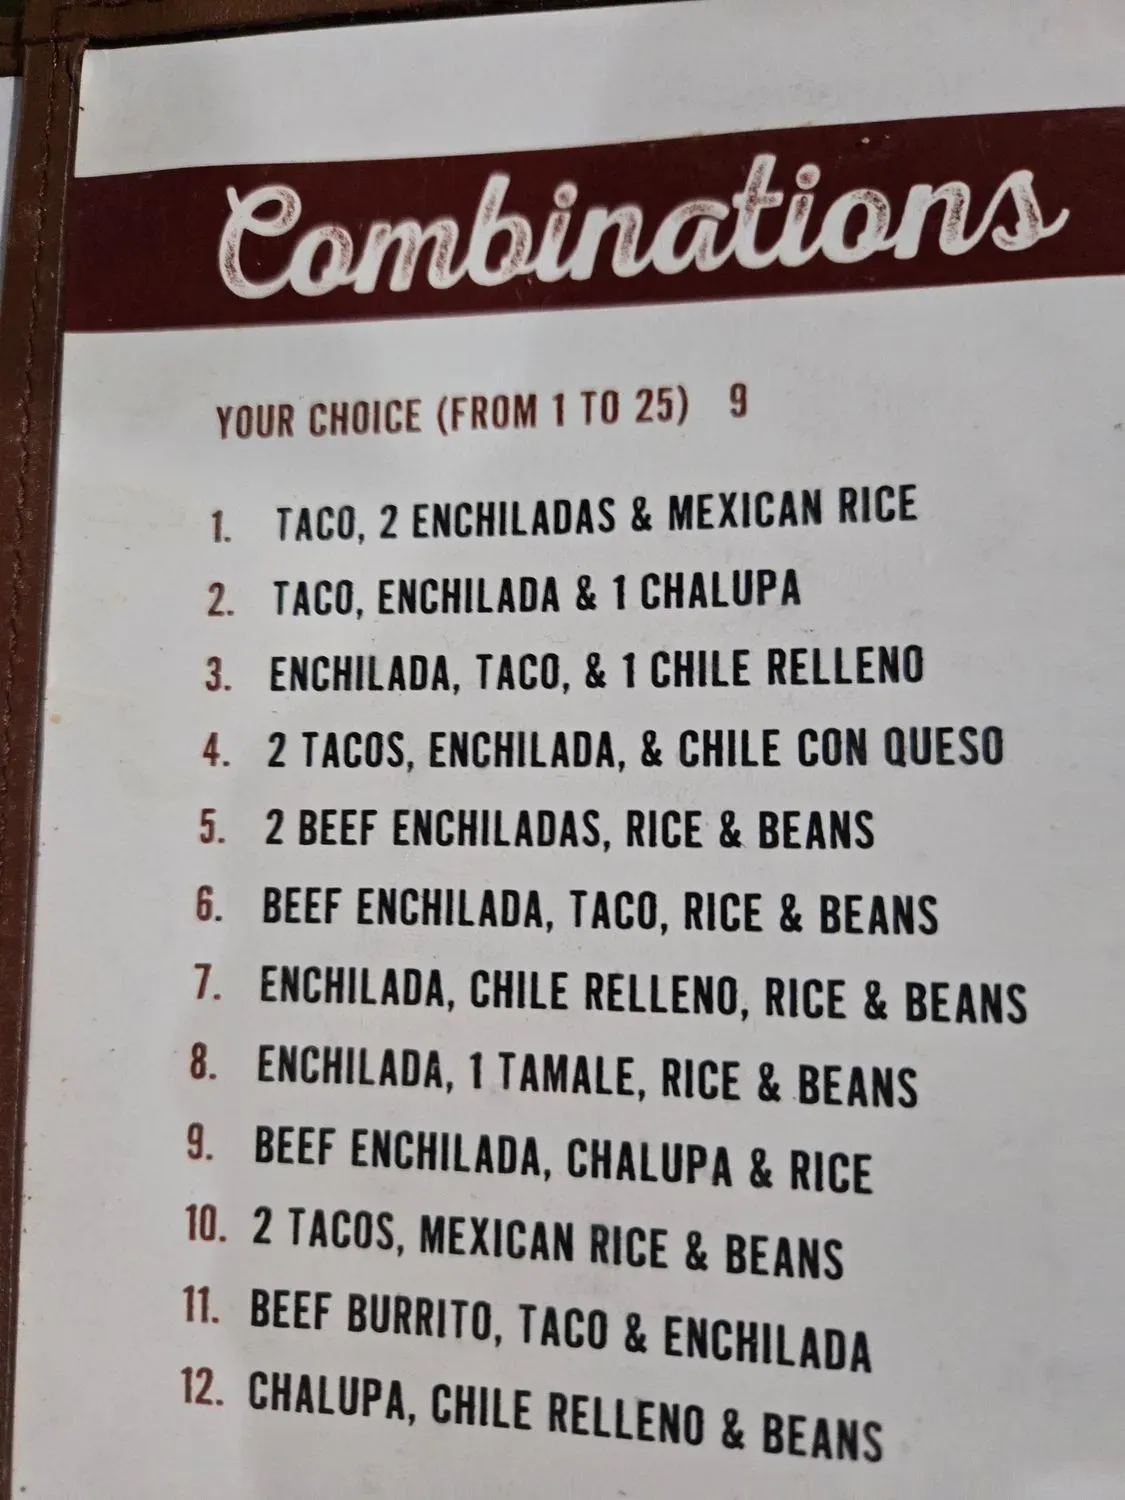 Combinations
YOUR CHOICE (FROM 1 TO 25) 9
1. TACO, 2 ENCHILADAS & MEXICAN RICE
2. TACO, ENCHILADA & 1 CHALUPA
3. ENCHILADA, TACO, & 1 CHILE RELLENO
4. 2 TACOS, ENCHILADA, & CHILE CON QUESO
5. 2 BEEF ENCHILADAS, RICE & BEANS
6. BEEF ENCHILADA, TACO, RICE & BEANS
7. ENCHILADA, CHILE RELLENO, RICE & BEANS
8. ENCHILADA, 1 TAMALE, RICE & BEANS
9. BEEF ENCHILADA, CHALUPA & RICE
10. 2 TACOS, MEXICAN RICE & BEANS
11. BEEF BURRITO, TACO & ENCHILADA
12. CHALUPA, CHILE RELLENO & BEANS